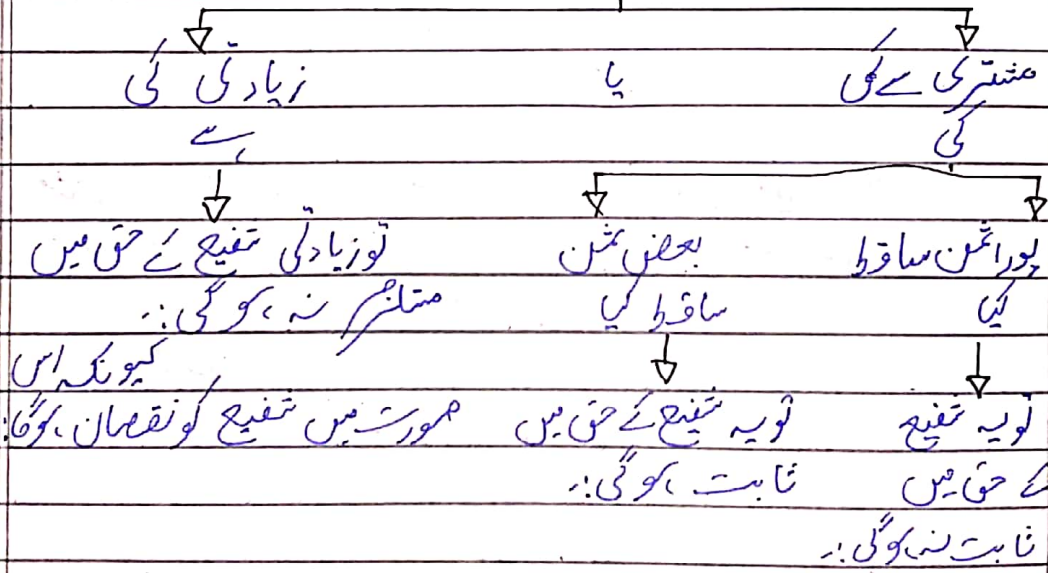 مشتری سے کمی یا زیادتی کی
کی ہے
پورا ثمن ساقط بعض ثمن تو زیادتی شفیع کے حق میں
کیا ساقط کیا متلزم نہ ہوگی:۔
کیونکہ اس
تو یہ شفیع تو یہ شفیع کے حق میں صورت میں شفیع کو نقصان ہوگا:
کے حق میں ثابت ہوگی:۔
ثابت نہ ہوگی:۔